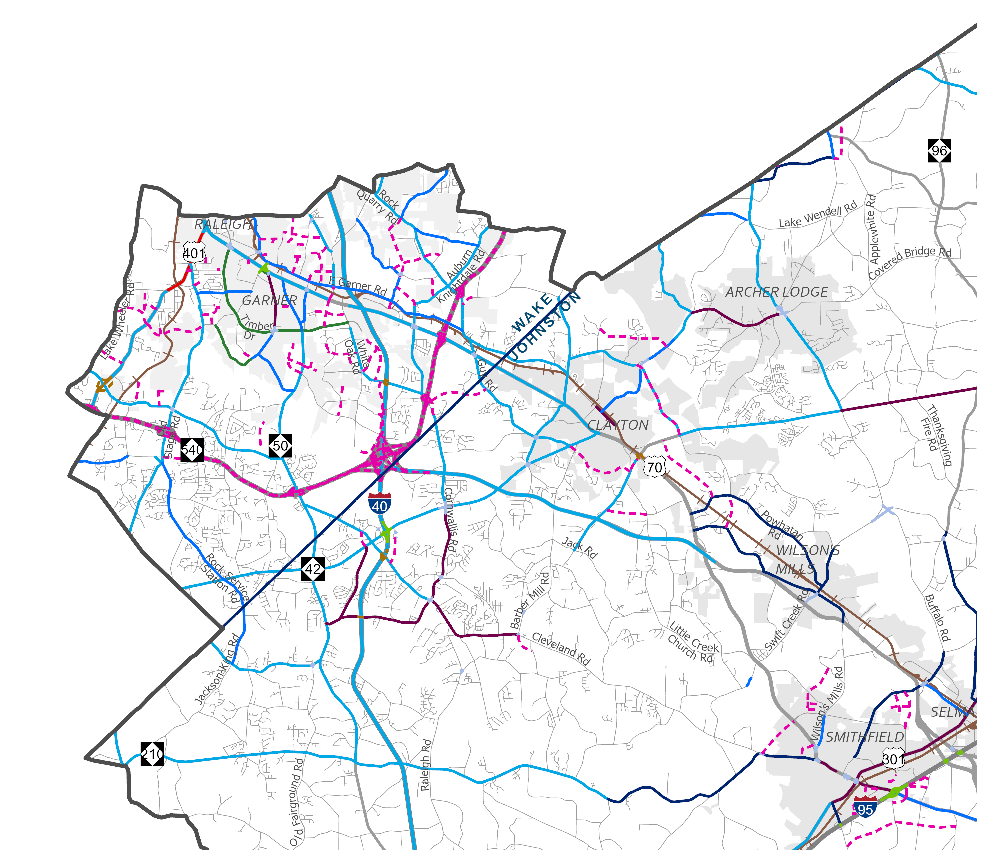 96
Rock
Quarry Rd
RALEIGH
401
Lake Wendell Rd
Applewhite Rd
Covered Bridge Rd
Auburn
Knightdale Rd
E Garner Rd
GARNER
Lake Wheeler Rd
ARCHER LODGE
WAKE
JOHNSTON
Timber
Dr
White
Oak Rd
Guy Rd
CLAYTON
Thanksgiving
Fire Rd
Old
Stage Rd
50
540
70
40
Cornwallis Rd
Powhatan
Rd
Jack Rd
WILSON'S
MILLS
42
Rock Service
Station Rd
Barber Mill Rd
Swift Creek Rd
Buffalo Rd
Little Creek
Church Rd
Cleveland Rd
Jackson-King Rd
Wilson's Mills Rd
SELMA
SMITHFIELD
210
301
Raleigh Rd
Old Fairground Rd
95